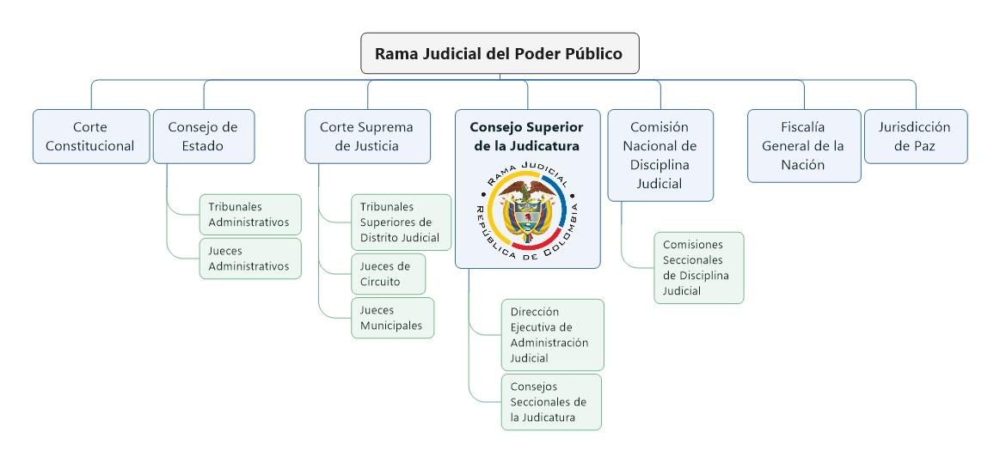 Rama Judicial del Poder Público
Corte
Constitucional
Consejo de
Estado
Tribunales
Administrativos
Jueces
Administrativos
Corte Suprema
de Justicia
Tribunales
Superiores de
Distrito Judicial
Jueces de
Circuito
Jueces
Municipales
Consejo Superior
de la Judicatura
RAMA JUDICIAL
REPÚBLICA DE COLOMBIA
Dirección
Ejecutiva de
Administración
Judicial
Consejos
Seccionales de
la Judicatura
Comisión
Nacional de
Disciplina
Judicial
Comisiones
Seccionales
de Disciplina
Judicial
Fiscalía
General de la
Nación
Jurisdicción
de Paz